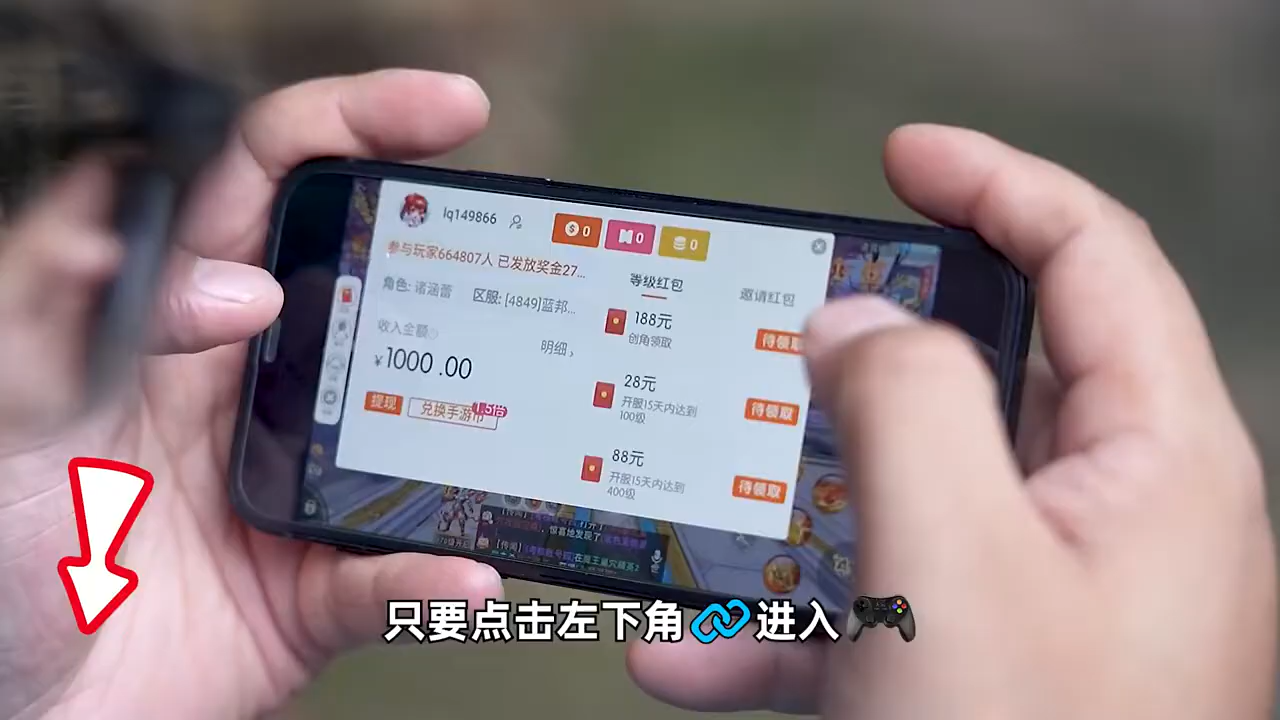 lq149866
0
0
0
参与玩家664807人 已发放奖金27...
角色: 诸涵蕾 区服: [4849]蓝邦...
收入金额
明细
¥1000.00
提现
兑换手游币
1.5倍
等级红包
邀请红包
188元
创角领取
待领取
28元
开服15天内达到
100级
待领取
88元
开服15天内达到
400级
待领取
只要点击左下角进入